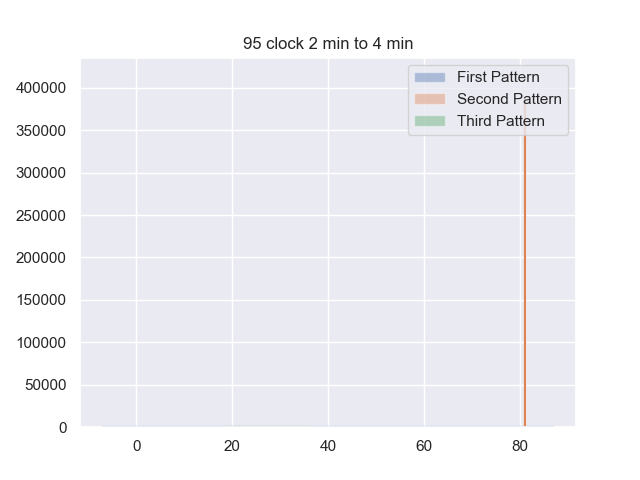 95 clock 2 min to 4 min
First Pattern
Second Pattern
Third Pattern
400000
350000
300000
250000
200000
150000
100000
50000
0
0 20 40 60 80